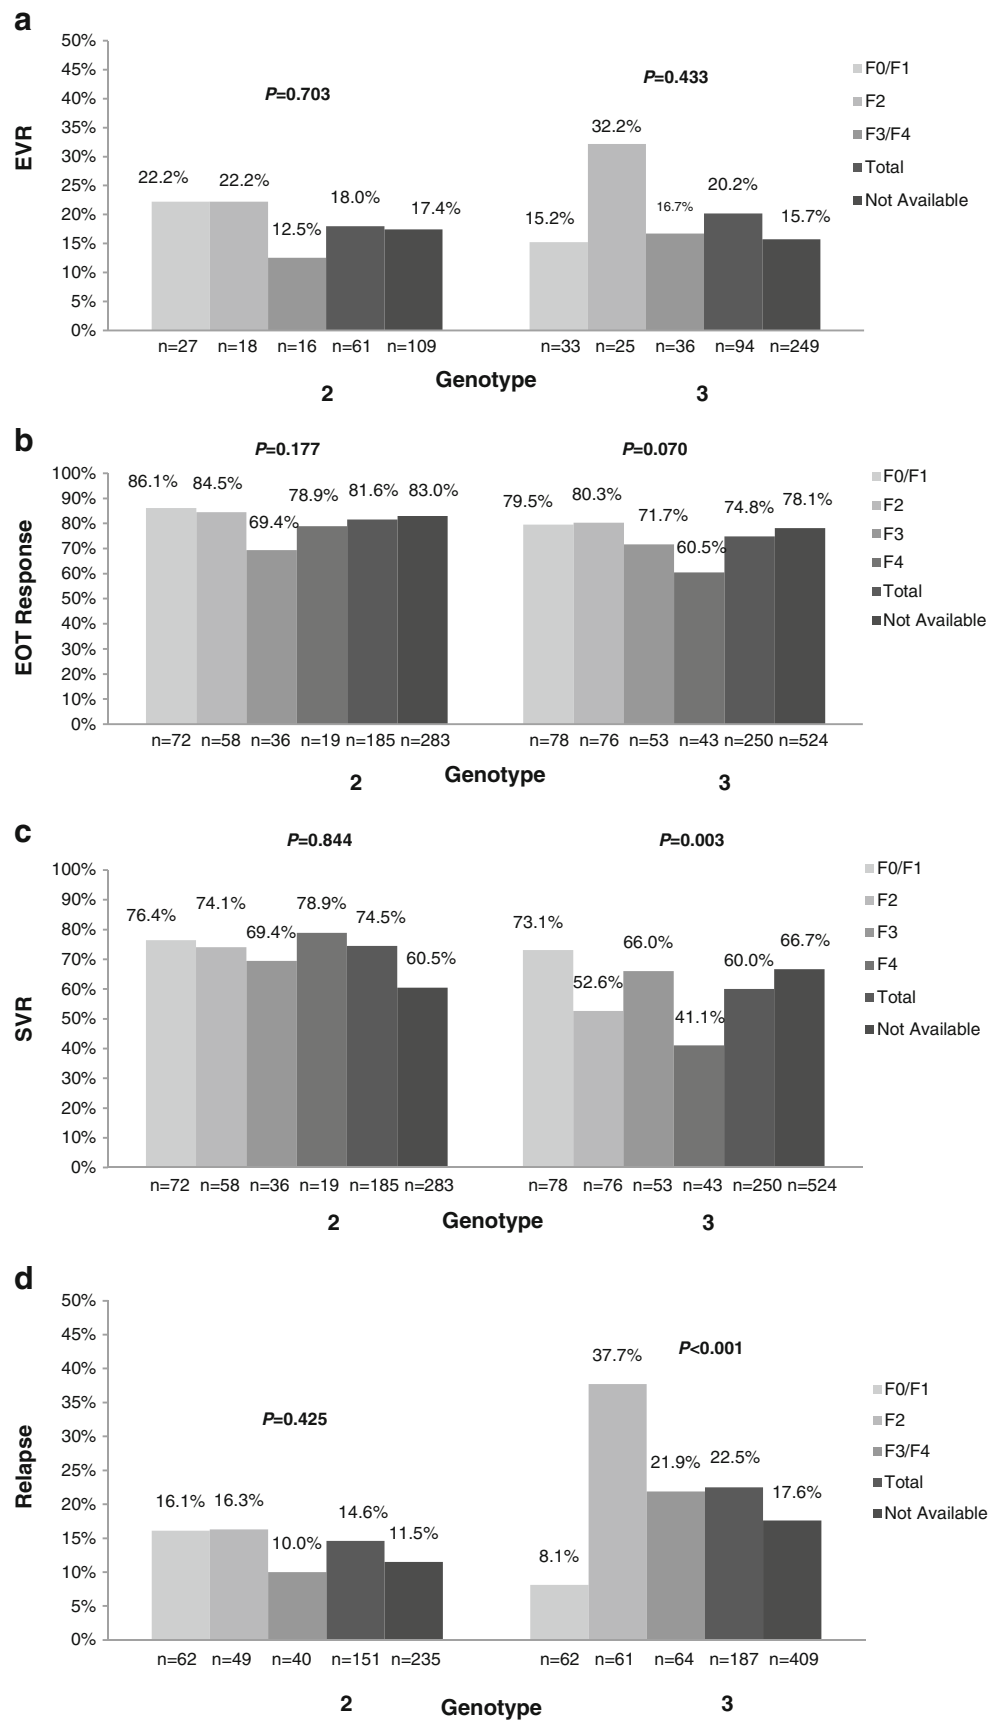 a
50%
45%
40%
35%
30%
25%
20%
15%
10%
5%
0%
EVR
P=0.703
P=0.433
22.2% 22.2% 12.5% 18.0% 17.4%
15.2% 32.2% 16.7% 20.2% 15.7%
F0/F1
F2
F3/F4
Total
Not Available
n=27 n=18 n=16 n=61 n=109 n=33 n=25 n=36 n=94 n=249
2 Genotype 3
b
100%
90%
80%
70%
60%
50%
40%
30%
20%
10%
0%
EOT Response
P=0.177
P=0.070
86.1% 84.5% 69.4% 78.9% 81.6% 83.0%
79.5% 80.3% 71.7% 60.5% 74.8% 78.1%
F0/F1
F2
F3
F4
Total
Not Available
n=72 n=58 n=36 n=19 n=185 n=283 n=78 n=76 n=53 n=43 n=250 n=524
2 Genotype 3
c
100%
90%
80%
70%
60%
50%
40%
30%
20%
10%
0%
SVR
P=0.844
P=0.003
76.4% 74.1% 69.4% 78.9% 74.5% 60.5%
73.1% 52.6% 66.0% 41.1% 60.0% 66.7%
F0/F1
F2
F3
F4
Total
Not Available
n=72 n=58 n=36 n=19 n=185 n=283 n=78 n=76 n=53 n=43 n=250 n=524
2 Genotype 3
d
50%
45%
40%
35%
30%
25%
20%
15%
10%
5%
0%
Relapse
P=0.425
P<0.001
16.1% 16.3% 10.0% 14.6% 11.5%
8.1% 37.7% 21.9% 22.5% 17.6%
F0/F1
F2
F3/F4
Total
Not Available
n=62 n=49 n=40 n=151 n=235 n=62 n=61 n=64 n=187 n=409
2 Genotype 3